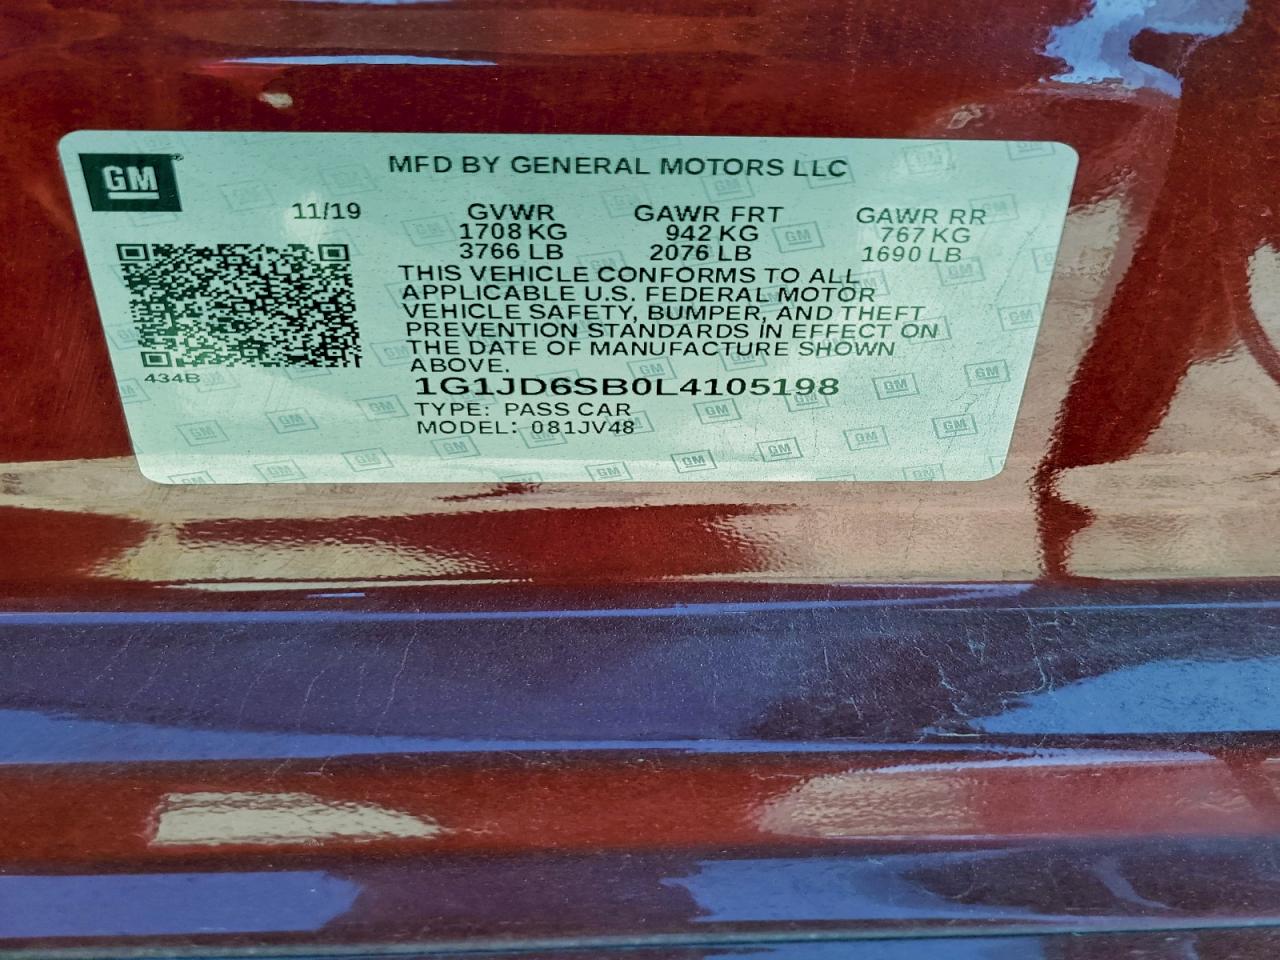 GM
MFD BY GENERAL MOTORS LLC
11/19 GVWR GAWR FRT GAWR RR
1708 KG 942 KG 767 KG
3766 LB 2076 LB 1690 LB
THIS VEHICLE CONFORMS TO ALL
APPLICABLE U.S. FEDERAL MOTOR
VEHICLE SAFETY, BUMPER, AND THEFT
PREVENTION STANDARDS IN EFFECT ON
THE DATE OF MANUFACTURE SHOWN
ABOVE.
434B
1G1JD6SB0L4105198
TYPE: PASS CAR
MODEL: 081JV48